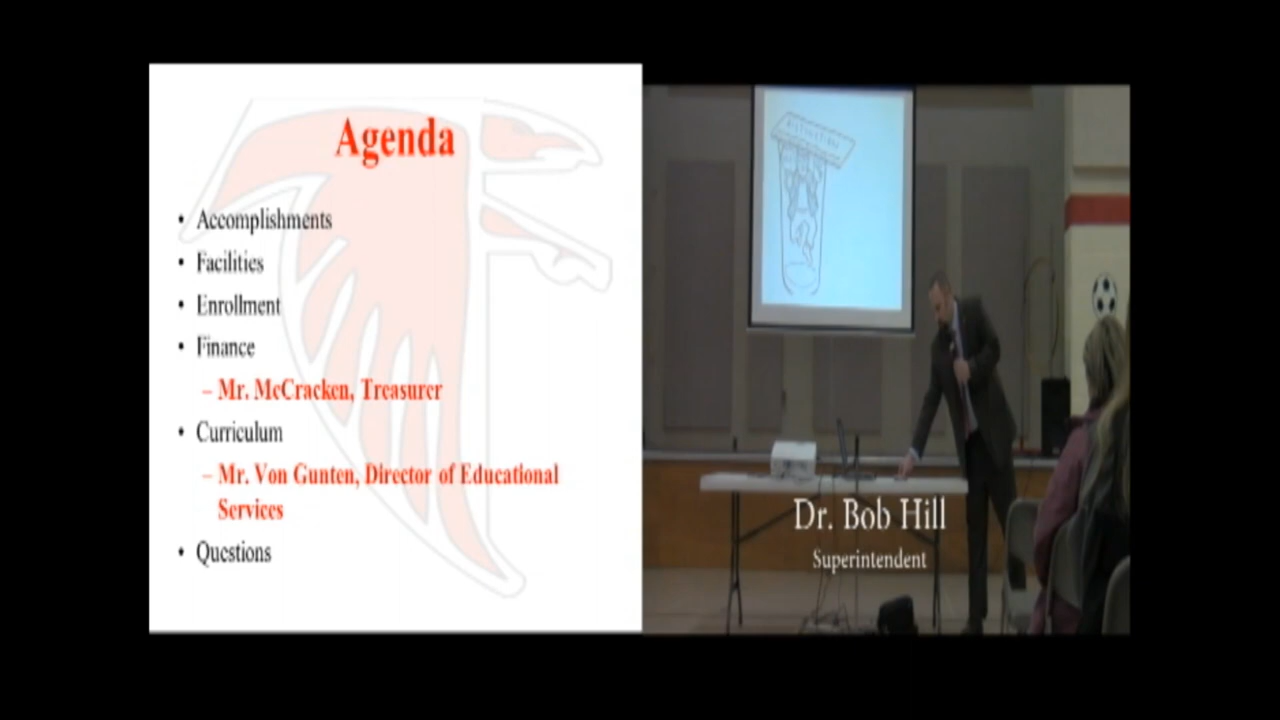 Agenda
• Accomplishments
• Facilities
• Enrollment
• Finance
– Mr. McCracken, Treasurer
• Curriculum
– Mr. Von Gunten, Director of Educational
Services
• Questions
Dr. Bob Hill
Superintendent